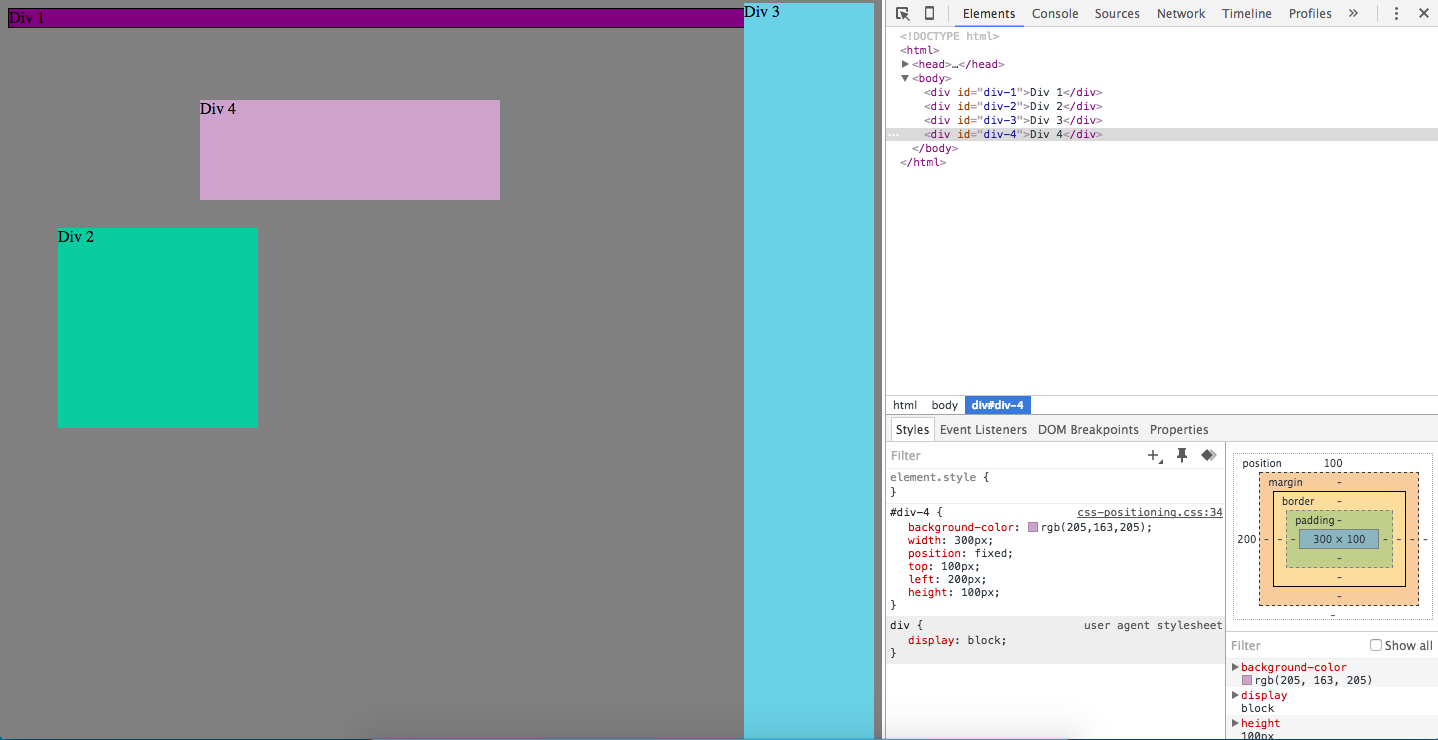 Div 1
Div 3
Div 4
Div 2
Elements Console Sources Network Timeline Profiles »
<!DOCTYPE html>
<html>
<head>…</head>
<body>
<div id="div-1">Div 1</div>
<div id="div-2">Div 2</div>
<div id="div-3">Div 3</div>
... <div id="div-4">Div 4</div>
</body>
</html>
html body div#div-4
Styles Event Listeners DOM Breakpoints Properties
Filter
element.style {
}
#div-4 { css-positioning.css:34
background-color: rgb(205,163,205);
width: 300px;
position: fixed;
top: 100px;
left: 200px;
height: 100px;
}
div { user agent stylesheet
display: block;
}
position 100
margin -
border -
padding -
200 - - - 300 × 100 - - - -
-
-
-
-
Filter Show all
background-color
rgb(205, 163, 205)
display
block
height
100px